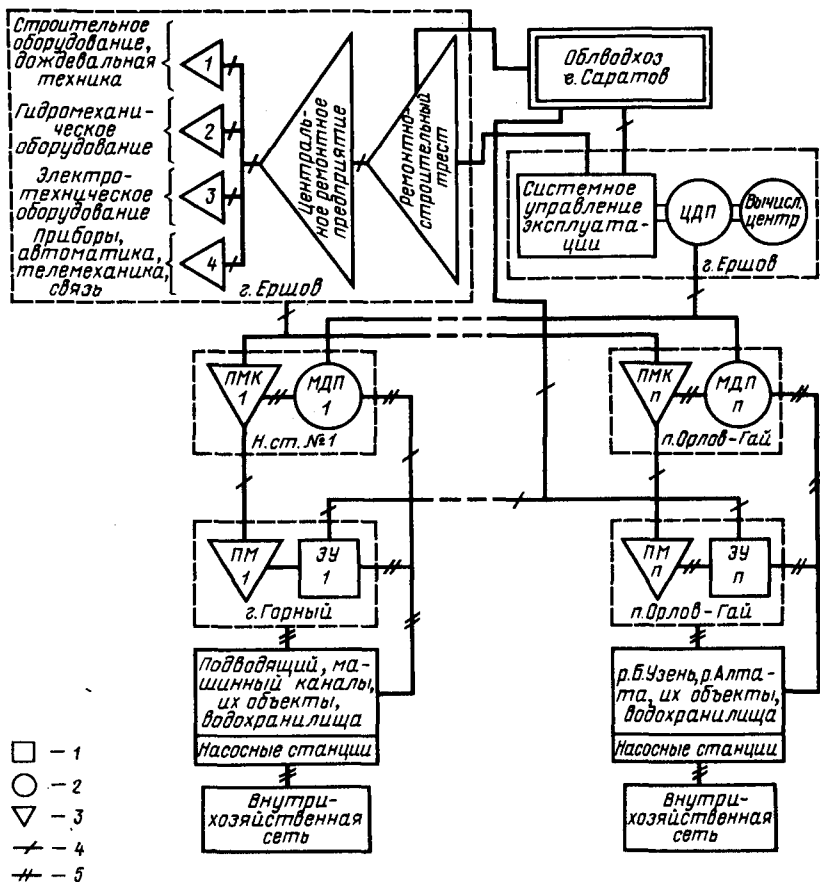 Строительное
оборудование,
дождевальная
техника
1
Гидромехани-
ческое
оборудование
2
Электро-
техническое
оборудование
3
Приборы,
автоматика,
телемеханика,
связь
4
Централь-
ное ремонтное
предприятие
Ремонтно-
строительный
трест
г. Ершов
Облводхоз
г. Саратов
Системное
управление
эксплуата-
ции
ЦДП
Вычисл.
центр
г. Ершов
ПМК
1
МДП
1
Н.ст. №1
ПМК
п
МДП
п
п.Орлов-Гай
ПМ
1
ЗУ
1
г.Горный
ПМ
п
ЗУ
п
п.Орлов-Гай
Подводящий, ма-
шинный каналы,
их объекты,
водохранилища
Насосные станции
Внутри-
хозяйственная
сеть
р.Б.Узень, р.Алта-
та, их объекты,
водохранилища
Насосные станции
Внутри-
хозяйственная
сеть
- 1
- 2
- 3
- 4
- 5